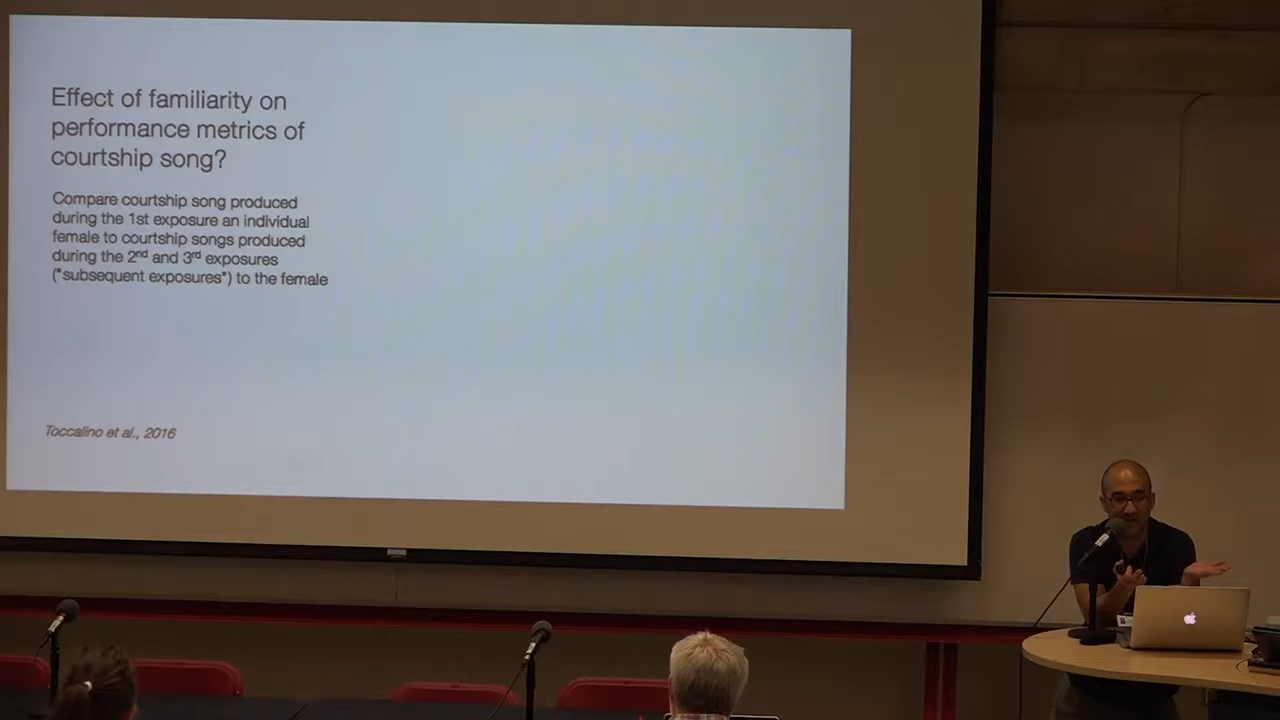 Effect of familiarity on
performance metrics of
courtship song?
Compare courtship song produced
during the 1st exposure an individual
female to courtship songs produced
during the 2nd and 3rd exposures
("subsequent exposures") to the female
Toccalino et al., 2016